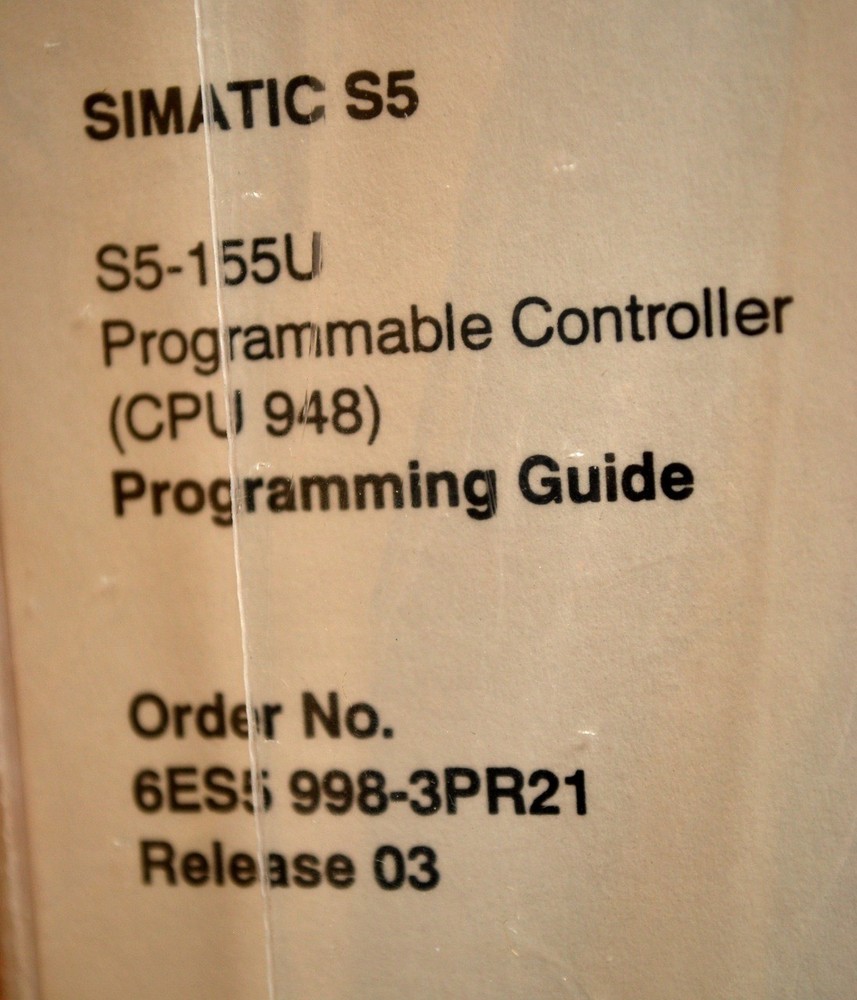 SIMATIC S5
S5-155U
Programmable Controller
(CPU 948)
Programming Guide
Order No.
6ES5 998-3PR21
Release 03